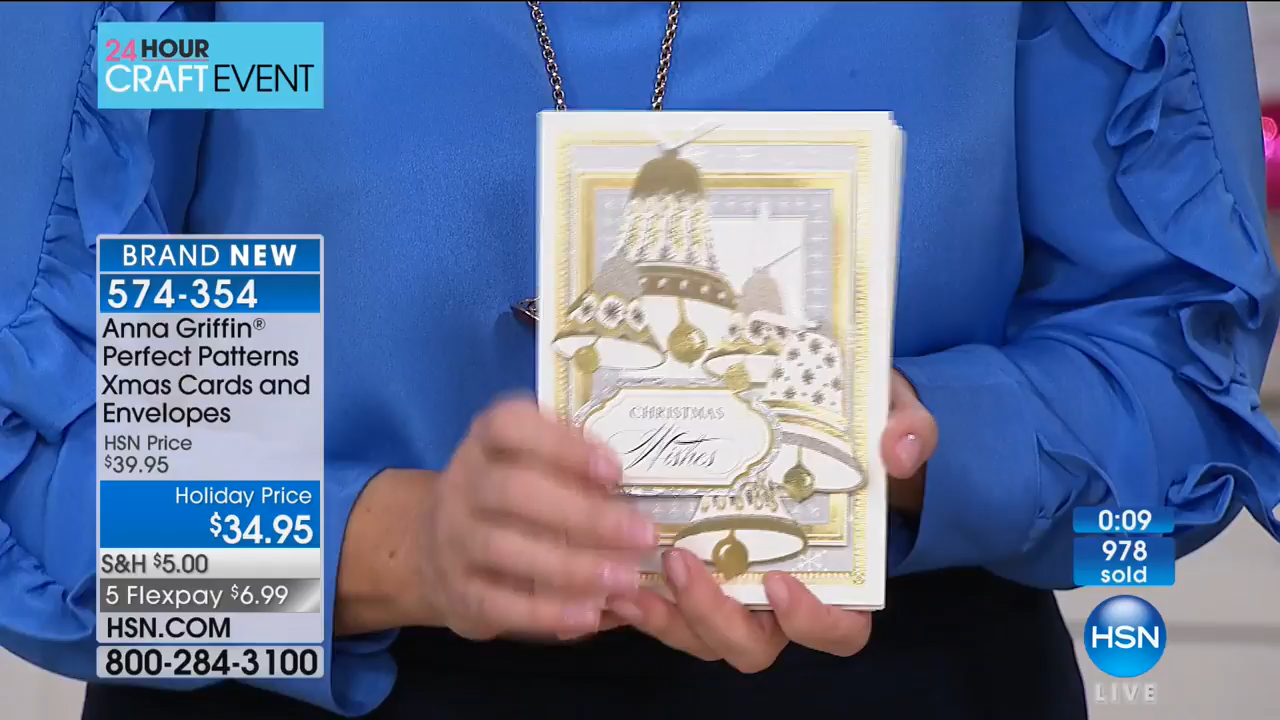 24 HOUR
CRAFT EVENT
BRAND NEW
574-354
Anna Griffin®
Perfect Patterns
Xmas Cards and
Envelopes
HSN Price
$39.95
Holiday Price
$34.95
S&H $5.00
5 Flexpay $6.99
HSN.COM
800-284-3100
CHRISTMAS
Wishes
0:09
978
sold
HSN
LIVE